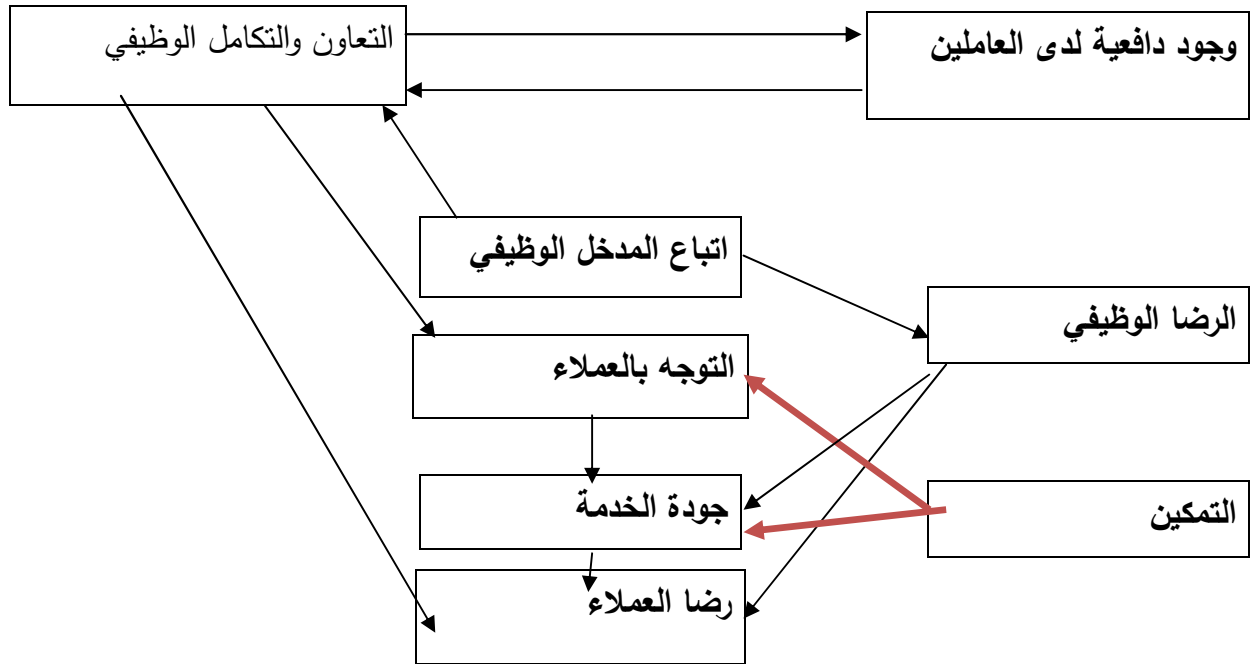 وجود دافعية لدى العاملين
التعاون والتكامل الوظيفي
اتباع المدخل الوظيفي
الرضا الوظيفي
التوجه بالعملاء
جودة الخدمة
التمكين
رضا العملاء